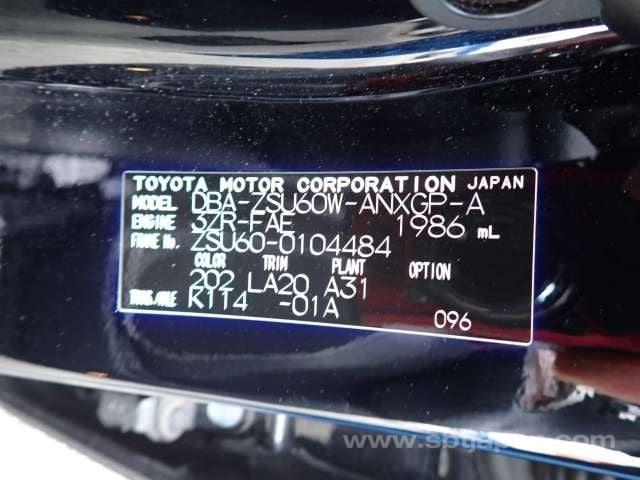 TOYOTA MOTOR CORPORATION JAPAN
MODEL DBA-ZSU60W-ANXGP-A
ENGINE 3ZR-FAE 1986 mL
FRAME No. ZSU60-0104484
COLOR TRIM PLANT OPTION
202 LA20 A31
TRANS.AXLE K114 -01A
096
www.sbtjapan.com